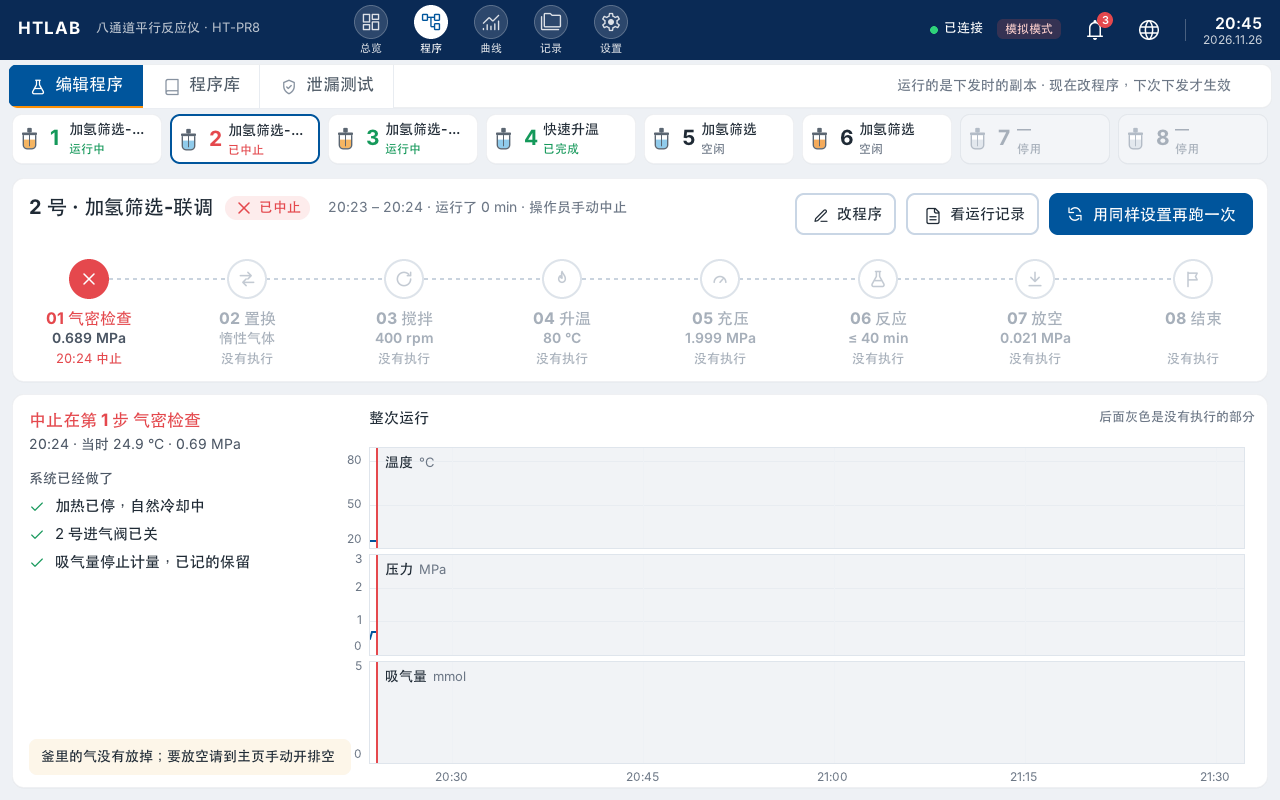 HTLAB 八通道平行反应仪 · HT-PR8
总览 程序 曲线 记录 设置
已连接 模拟模式 3 20:45
2026.11.26
编辑程序 程序库 泄漏测试 运行的是下发时的副本 · 现在改程序，下次下发才生效
1 加氢筛选-... 运行中
2 加氢筛选-... 已中止
3 加氢筛选-... 运行中
4 快速升温 已完成
5 加氢筛选 空闲
6 加氢筛选 空闲
7 — 停用
8 — 停用
2 号 · 加氢筛选-联调 已中止 20:23 – 20:24 · 运行了 0 min · 操作员手动中止 改程序 看运行记录 用同样设置再跑一次
01 气密检查 02 置换 03 搅拌 04 升温 05 充压 06 反应 07 放空 08 结束
0.689 MPa 惰性气体 400 rpm 80 °C 1.999 MPa ≤ 40 min 0.021 MPa
20:24 中止 没有执行 没有执行 没有执行 没有执行 没有执行 没有执行 没有执行
中止在第 1 步 气密检查
20:24 · 当时 24.9 °C · 0.69 MPa
系统已经做了
加热已停，自然冷却中
2 号进气阀已关
吸气量停止计量，已记的保留
釜里的气没有放掉；要放空请到主页手动开排空
整次运行 后面灰色是没有执行的部分
温度 °C
80
50
20
压力 MPa
3
2
1
0
吸气量 mmol
5
0
20:30 20:45 21:00 21:15 21:30